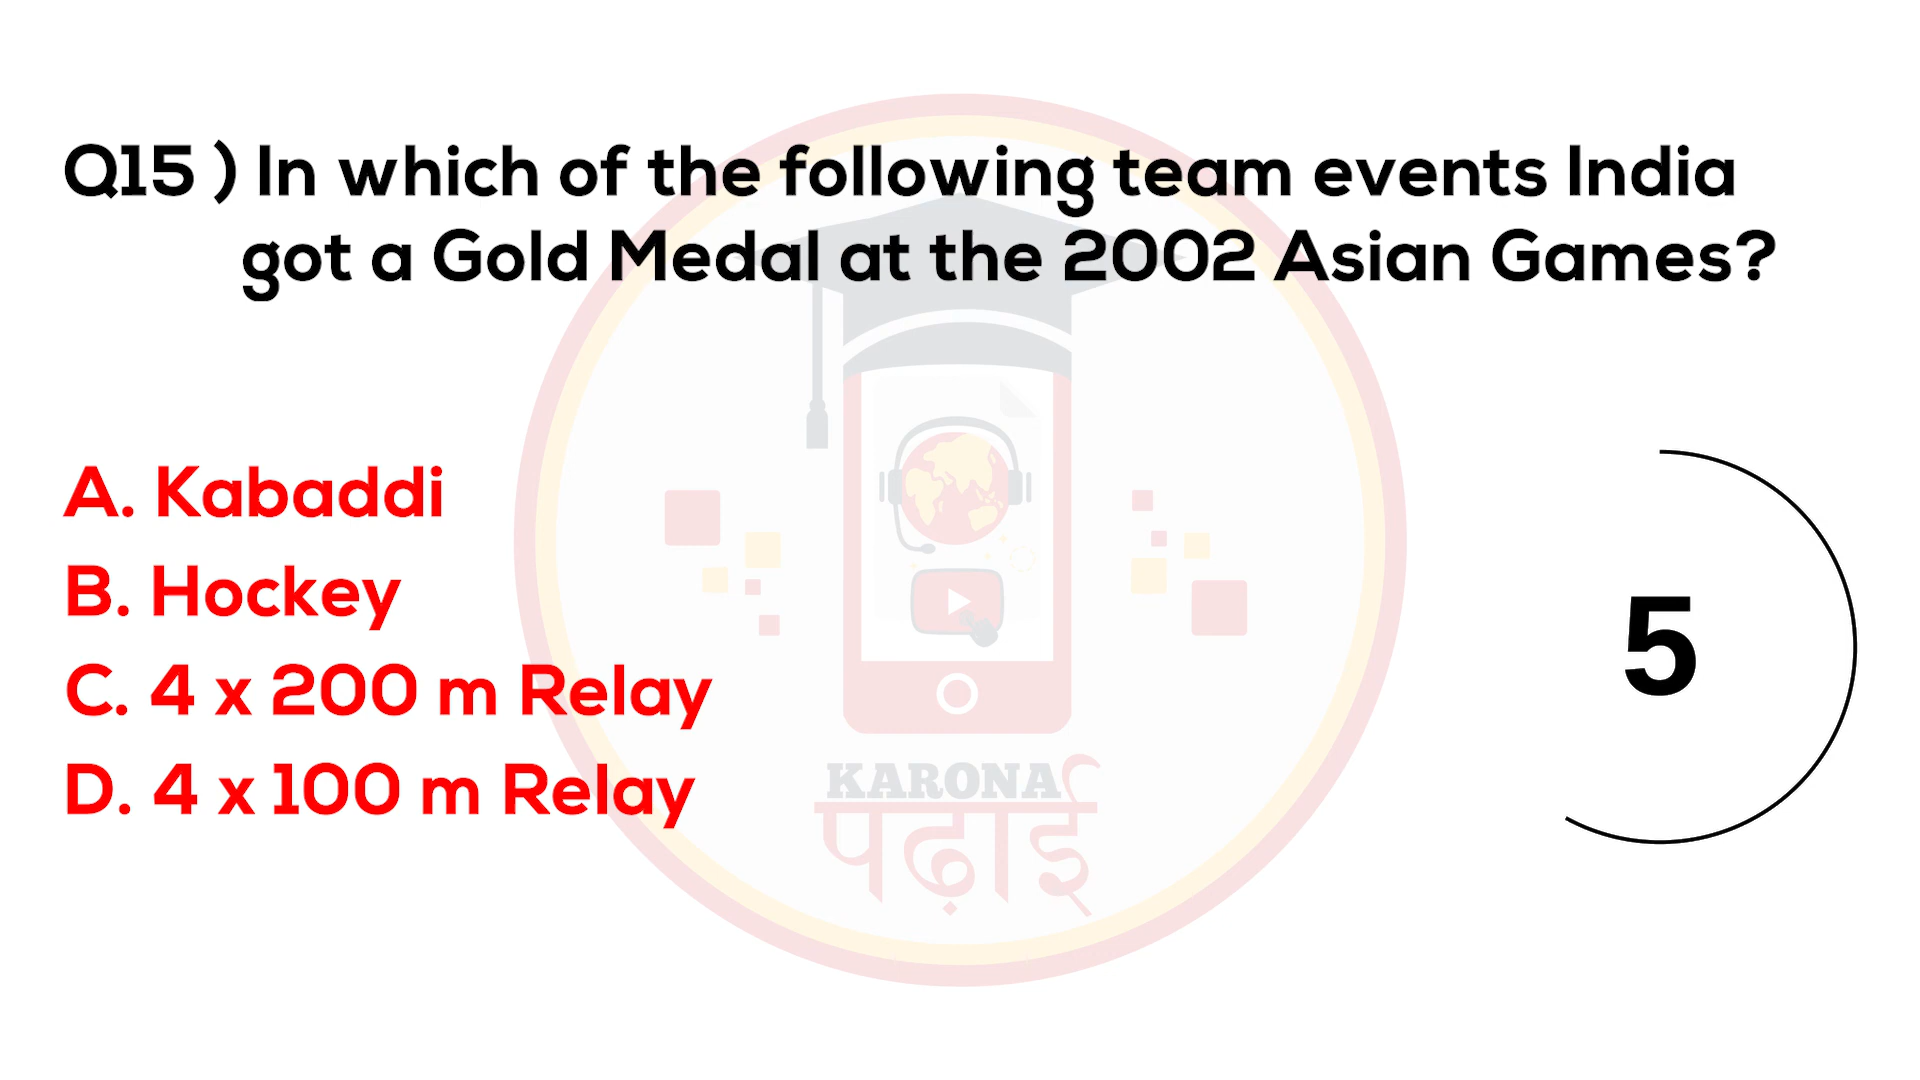 Q15 ) In which of the following team events India
got a Gold Medal at the 2002 Asian Games?
A. Kabaddi
B. Hockey
C. 4 x 200 m Relay
D. 4 x 100 m Relay
5
KARONA
पढ़ाई